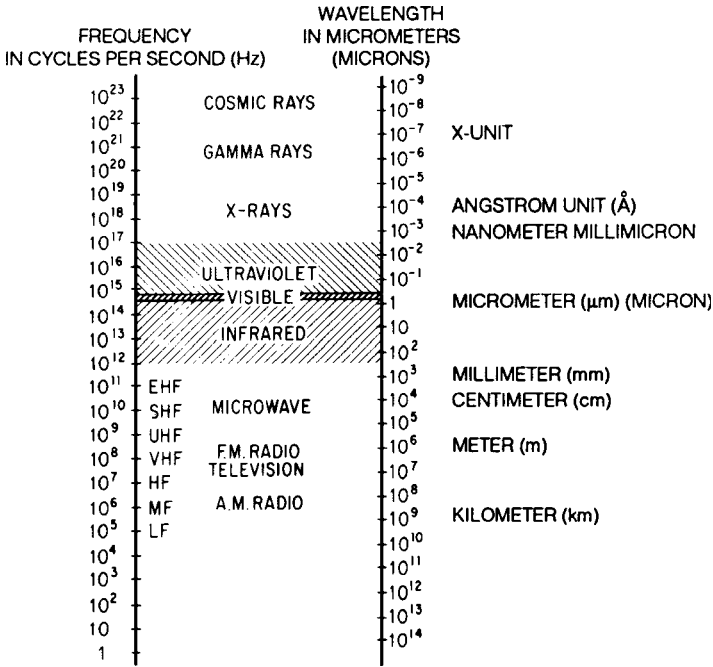 FREQUENCY
IN CYCLES PER SECOND (Hz)
WAVELENGTH
IN MICROMETERS
(MICRONS)
10²³ COSMIC RAYS 10⁻⁹
10²² 10⁻⁸
10²¹ GAMMA RAYS 10⁻⁷ X-UNIT
10²⁰ 10⁻⁶
10¹⁹ 10⁻⁵
10¹⁸ X-RAYS 10⁻⁴ ANGSTROM UNIT (Å)
10¹⁷ 10⁻³ NANOMETER MILLIMICRON
10¹⁶ ULTRAVIOLET 10⁻²
10¹⁵ VISIBLE 10⁻¹
10¹⁴ 1 MICROMETER (μm) (MICRON)
10¹³ INFRARED 10
10¹² 10²
10¹¹ EHF 10³ MILLIMETER (mm)
10¹⁰ SHF MICROWAVE 10⁴ CENTIMETER (cm)
10⁹ UHF 10⁵
10⁸ VHF F.M. RADIO 10⁶ METER (m)
TELEVISION
10⁷ HF 10⁷
10⁶ MF A.M. RADIO 10⁸
10⁵ LF 10⁹ KILOMETER (km)
10⁴ 10¹⁰
10³ 10¹¹
10² 10¹²
10 10¹³
1 10¹⁴